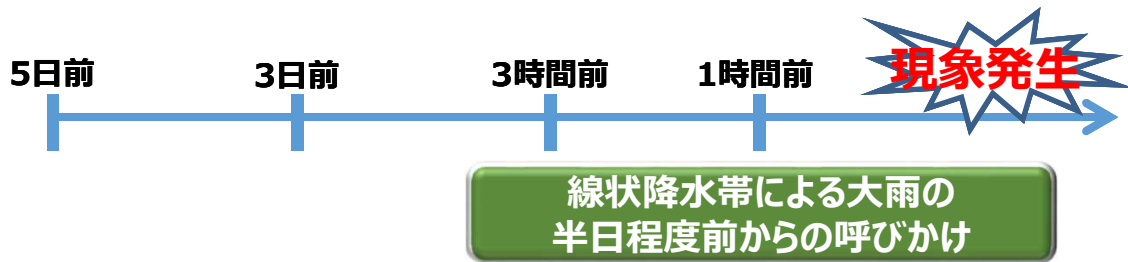 5日前
3日前
3時間前
1時間前
現象発生
線状降水帯による大雨の
半日程度前からの呼びかけ